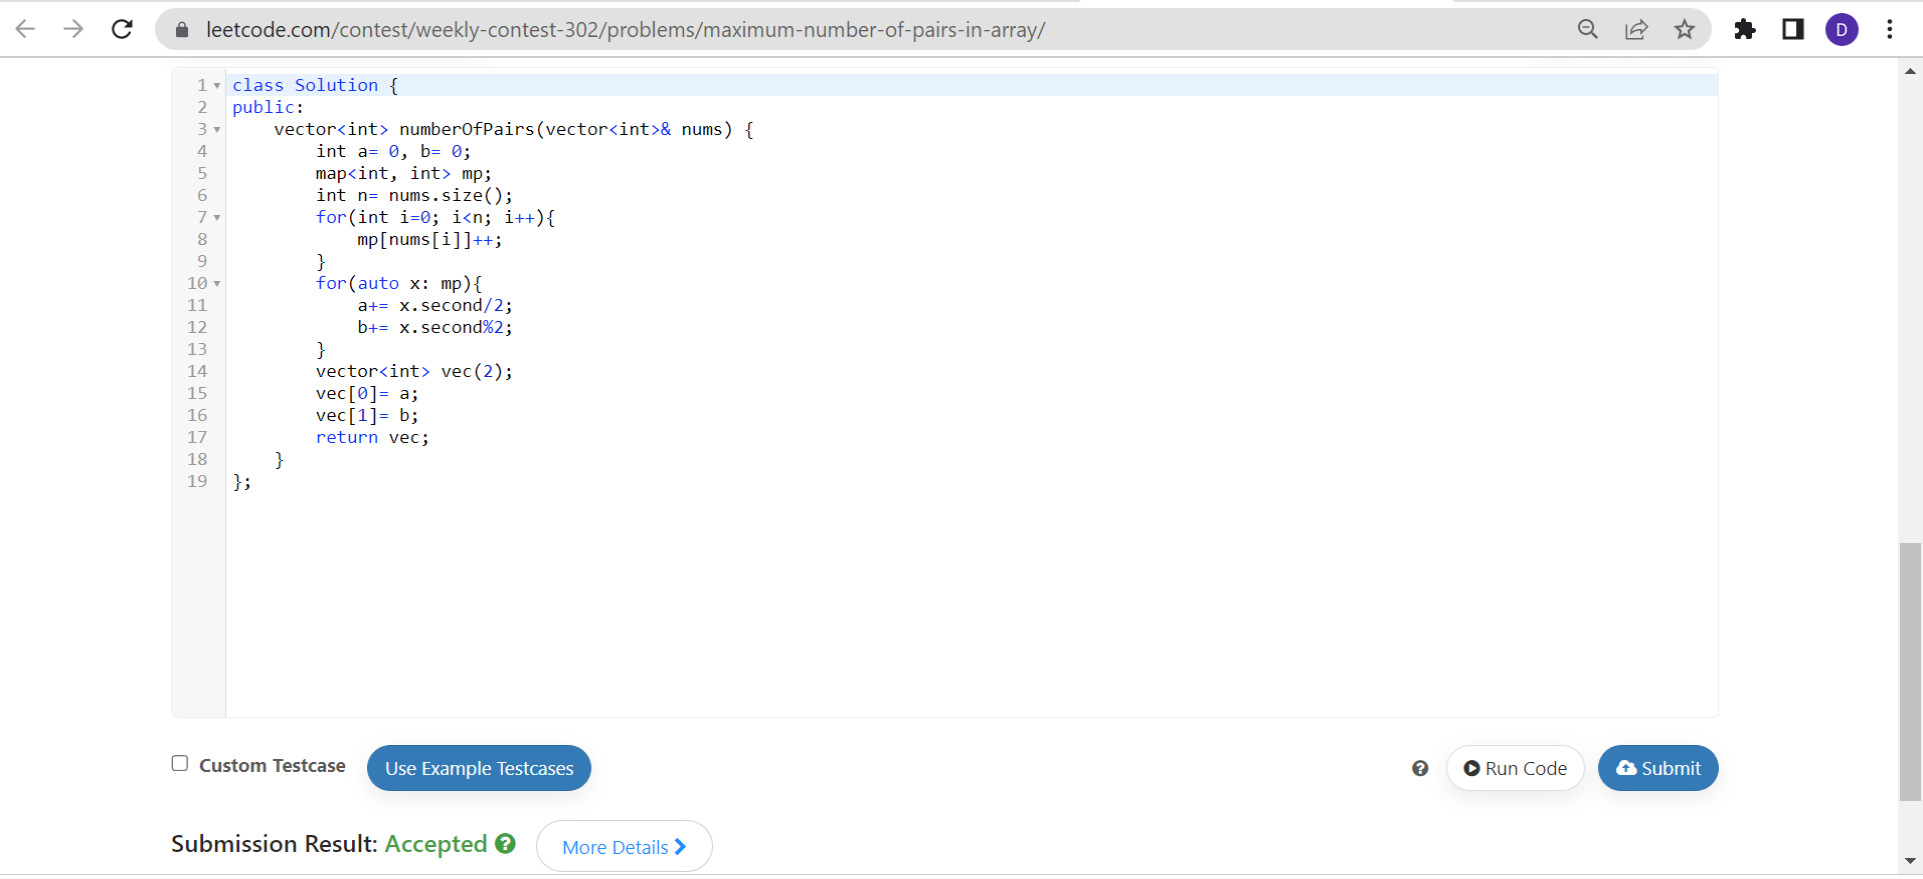 leetcode.com/contest/weekly-contest-302/problems/maximum-number-of-pairs-in-array/
D
1 class Solution {
2 public:
3     vector<int> numberOfPairs(vector<int>& nums) {
4         int a= 0, b= 0;
5         map<int, int> mp;
6         int n= nums.size();
7         for(int i=0; i<n; i++){
8             mp[nums[i]]++;
9         }
10         for(auto x: mp){
11             a+= x.second/2;
12             b+= x.second%2;
13         }
14         vector<int> vec(2);
15         vec[0]= a;
16         vec[1]= b;
17         return vec;
18     }
19 };
Custom Testcase Use Example Testcases ? Run Code Submit
Submission Result: Accepted ? More Details